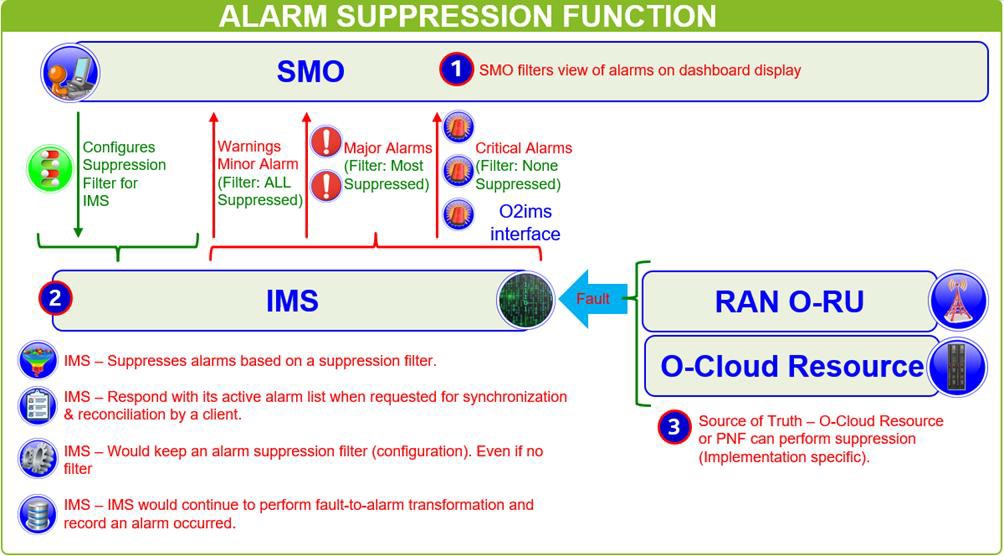 ALARM SUPPRESSION FUNCTION
SMO
1
SMO filters view of alarms on dashboard display
Configures
Suppression
Filter for
IMS
Warnings
Minor Alarm
(Filter: ALL
Suppressed)
Major Alarms
(Filter: Most
Suppressed)
Critical Alarms
(Filter: None
Suppressed)
O2ims
interface
2
IMS
Fault
RAN O-RU
O-Cloud Resource
IMS – Suppresses alarms based on a suppression filter.
IMS – Respond with its active alarm list when requested for synchronization
& reconciliation by a client.
IMS – Would keep an alarm suppression filter (configuration). Even if no
filter
IMS – IMS would continue to perform fault-to-alarm transformation and
record an alarm occurred.
3
Source of Truth – O-Cloud Resource
or PNF can perform suppression
(Implementation specific).